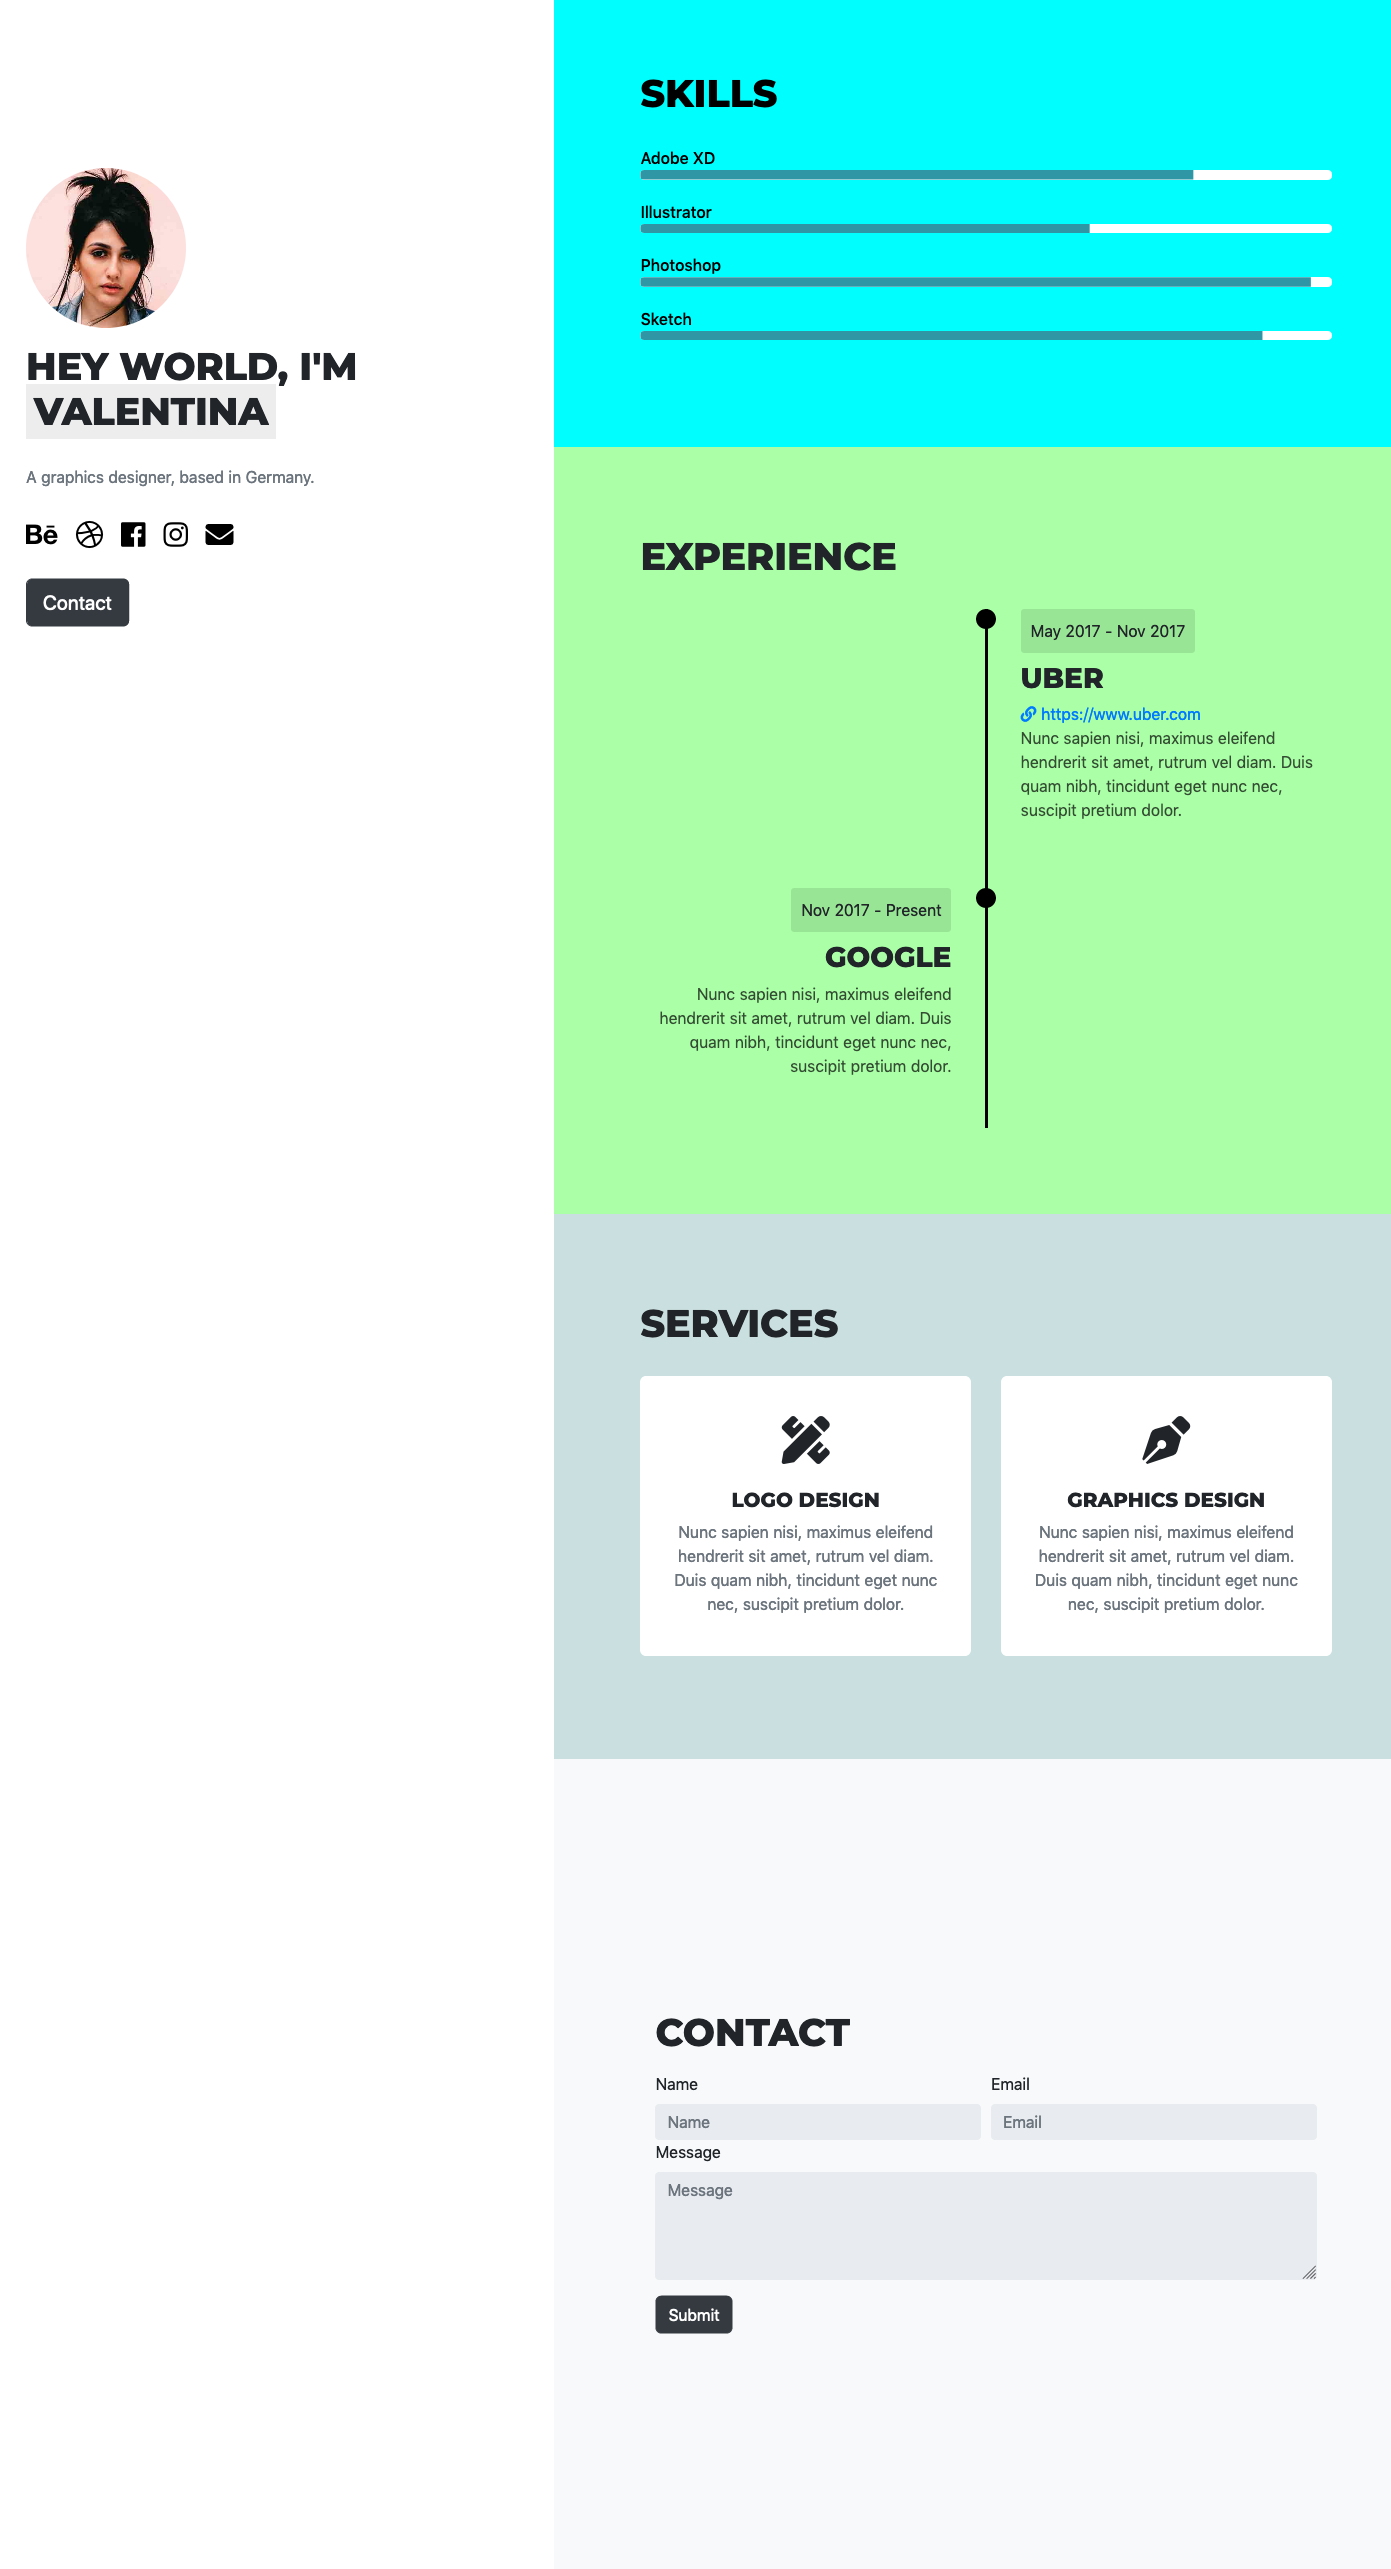 HEY WORLD, I'M
VALENTINA
A graphics designer, based in Germany.
Bē
Contact
SKILLS
Adobe XD
Illustrator
Photoshop
Sketch
EXPERIENCE
May 2017 - Nov 2017
UBER
https://www.uber.com
Nunc sapien nisi, maximus eleifend
hendrerit sit amet, rutrum vel diam. Duis
quam nibh, tincidunt eget nunc nec,
suscipit pretium dolor.
Nov 2017 - Present
GOOGLE
Nunc sapien nisi, maximus eleifend
hendrerit sit amet, rutrum vel diam. Duis
quam nibh, tincidunt eget nunc nec,
suscipit pretium dolor.
SERVICES
LOGO DESIGN
Nunc sapien nisi, maximus eleifend
hendrerit sit amet, rutrum vel diam.
Duis quam nibh, tincidunt eget nunc
nec, suscipit pretium dolor.
GRAPHICS DESIGN
Nunc sapien nisi, maximus eleifend
hendrerit sit amet, rutrum vel diam.
Duis quam nibh, tincidunt eget nunc
nec, suscipit pretium dolor.
CONTACT
Name
Name
Email
Email
Message
Message
Submit